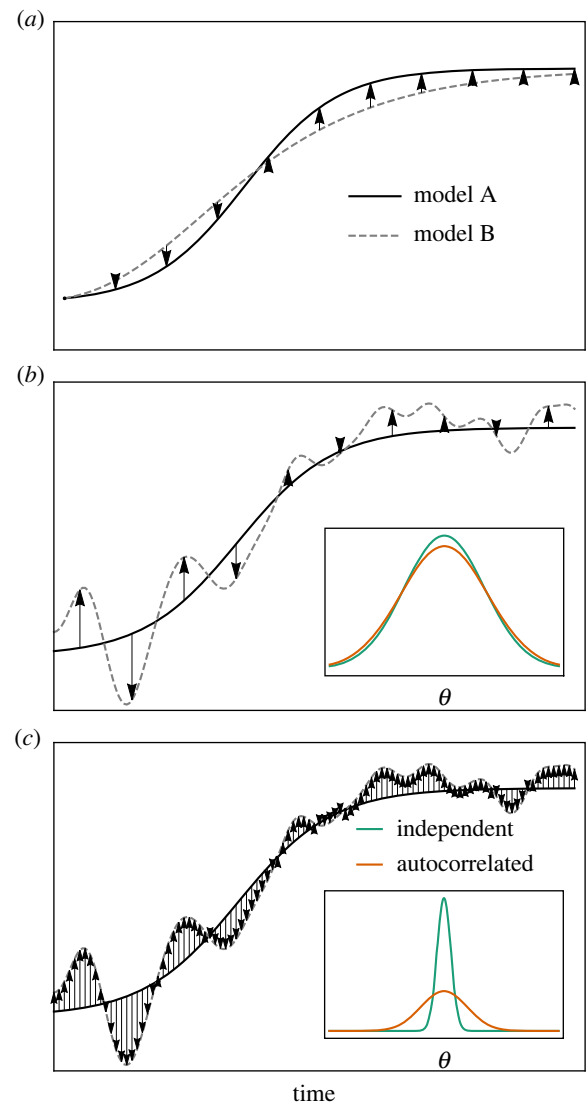 (a)
model A
model B
(b)
θ
(c)
independent
autocorrelated
θ
time